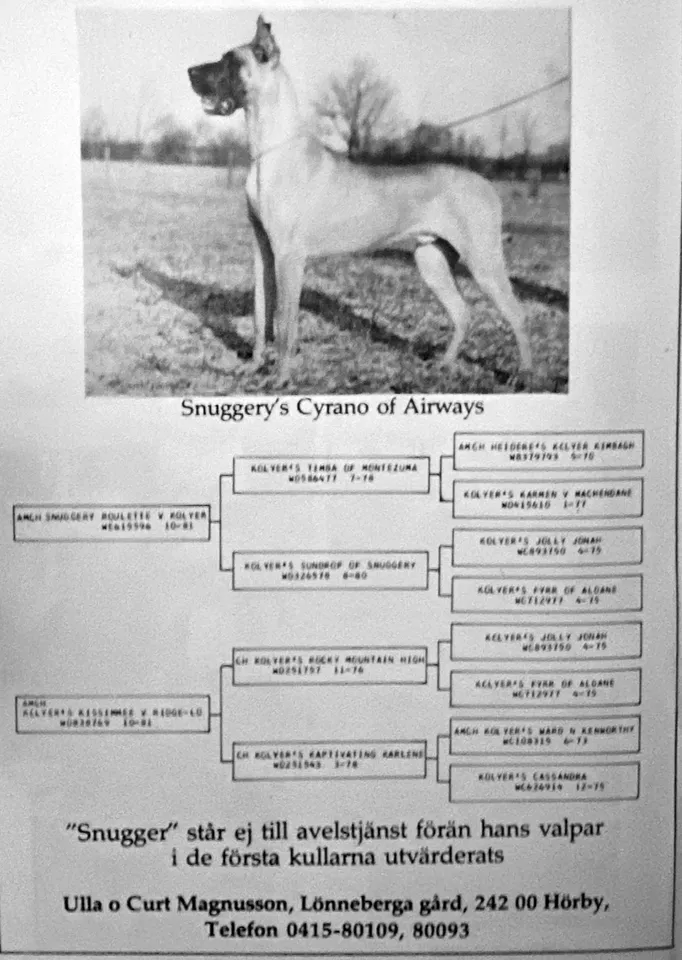 Snuggery's Cyrano of Airways
AMCH SNUGGERY ROULETTE V KOLYER
WE615596 10-81
KOLYER'S TIMBA OF MONTEZUMA
WD586477 7-78
KOLYER'S SUNDROP OF SNUGGERY
WD326578 8-80
AMCH HEIDERE'S KOLYER KIMBAGH
WB379793 5-70
KOLYER'S KARMEN V MACHENDANE
WD415610 1-77
KOLYER'S JOLLY JONAH
WC893750 4-75
KOLYER'S FYRR OF ALDANE
WC712977 4-75
AMCH
KOLYER'S KISSIMMEE V RIDGE-LO
WD838769 10-81
CH KOLYER'S ROCKY MOUNTAIN HIGH
WD251757 11-76
CH KOLYER'S KAPTIVATING KARLENE
WD251543 3-78
KOLYER'S JOLLY JONAH
WC893750 4-75
KOLYER'S FYRR OF ALDANE
WC712977 4-75
AMCH KOLYER'S WARD N KENWORTHY
WC108315 6-73
KOLYER'S CASSANDRA
WC626914 12-75
"Snugger" står ej till avelstjänst förän hans valpar
i de första kullarna utvärderats
Ulla o Curt Magnusson, Lönneberga gård, 242 00 Hörby,
Telefon 0415-80109, 80093